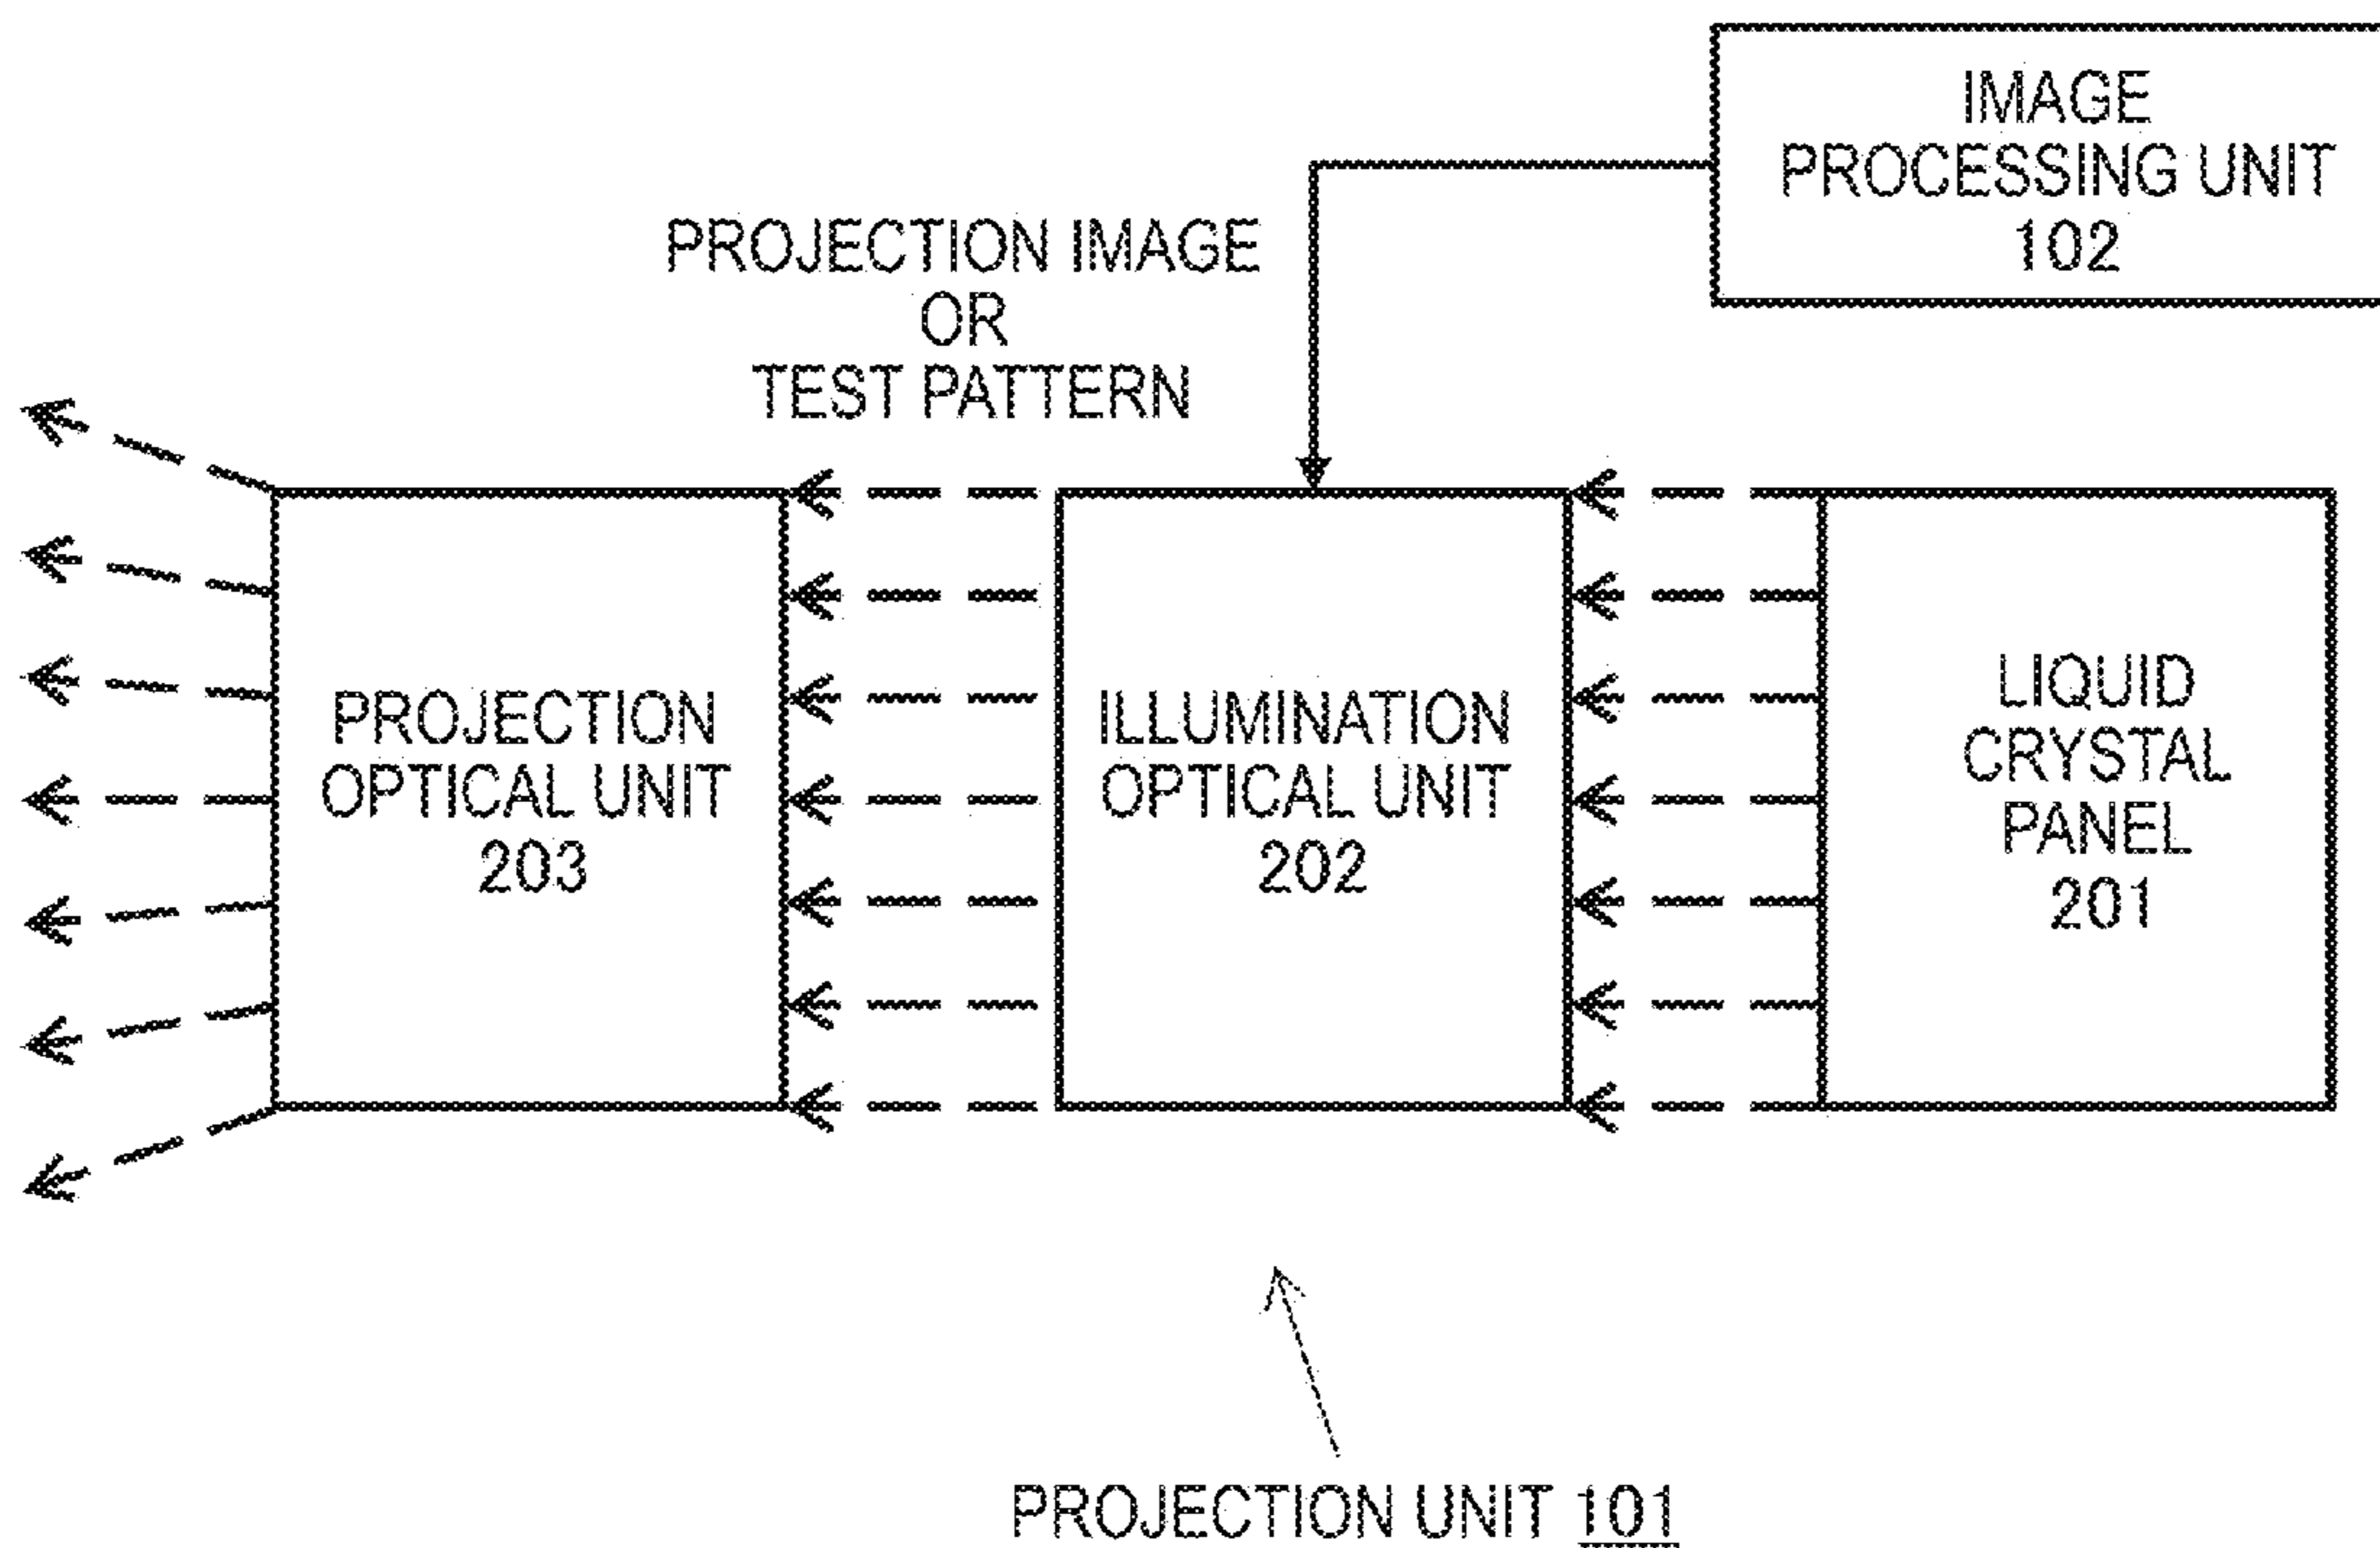 IMAGE
PROCESSING UNIT
102
PROJECTION IMAGE
OR
TEST PATTERN
PROJECTION
OPTICAL UNIT
203
ILLUMINATION
OPTICAL UNIT
202
LIQUID
CRYSTAL
PANEL
201
PROJECTION UNIT 101